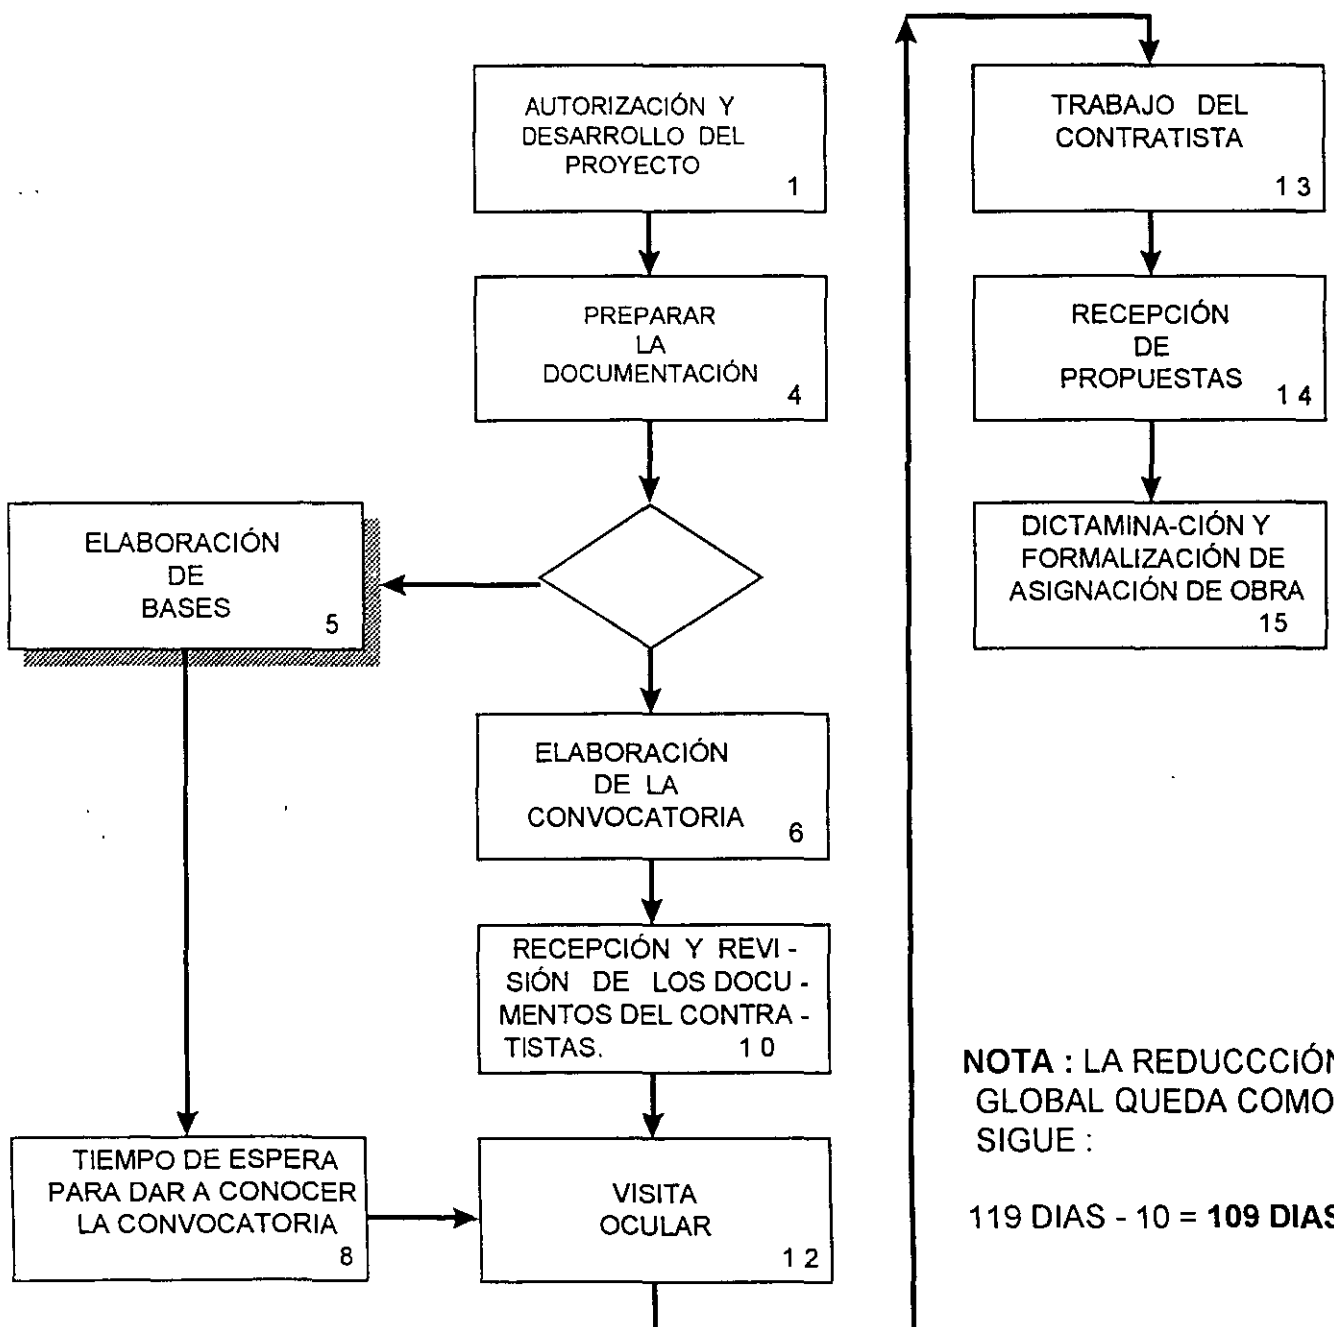 AUTORIZACIÓN Y
DESARROLLO DEL
PROYECTO
1
PREPARAR
LA
DOCUMENTACIÓN
4
ELABORACIÓN
DE
BASES
5
ELABORACIÓN
DE LA
CONVOCATORIA
6
RECEPCIÓN Y REVI -
SIÓN DE LOS DOCU -
MENTOS DEL CONTRA -
TISTAS. 1 0
TIEMPO DE ESPERA
PARA DAR A CONOCER
LA CONVOCATORIA
8
VISITA
OCULAR
1 2
TRABAJO DEL
CONTRATISTA
1 3
RECEPCIÓN
DE
PROPUESTAS
1 4
DICTAMINA-CIÓN Y
FORMALIZACIÓN DE
ASIGNACIÓN DE OBRA
15
NOTA : LA REDUCCCIÓN
GLOBAL QUEDA COMO
SIGUE :
119 DIAS - 10 = 109 DIAS